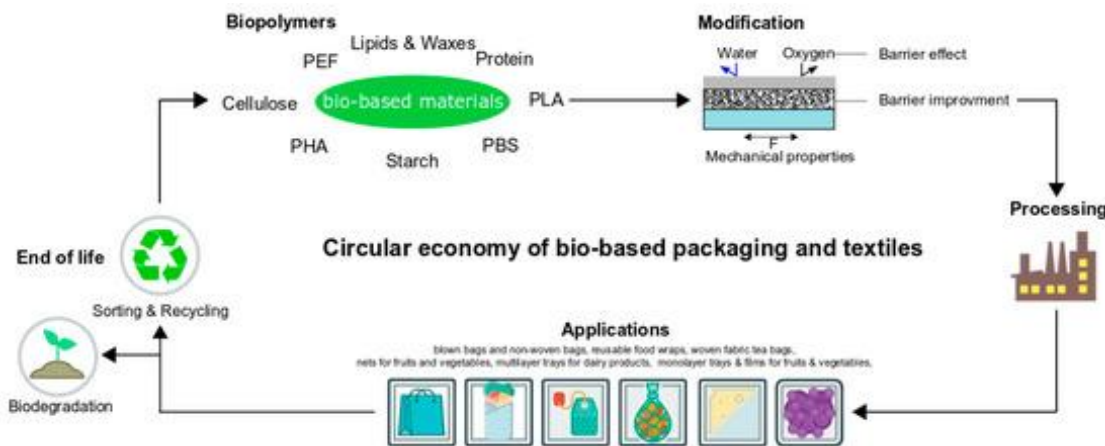 Biopolymers
Lipids & Waxes
PEF
Protein
Cellulose
bio-based materials
PLA
PHA
Starch
PBS
Modification
Water
Oxygen
Barrier effect
Barrier improvment
F
Mechanical properties
Processing
Circular economy of bio-based packaging and textiles
End of life
Sorting & Recycling
Biodegradation
Applications
blown bags and non-woven bags, reusable food wraps, woven fabric tea bags,
nets for fruits and vegetables, multilayer trays for dairy products, monolayer trays & films for fruits & vegetables,